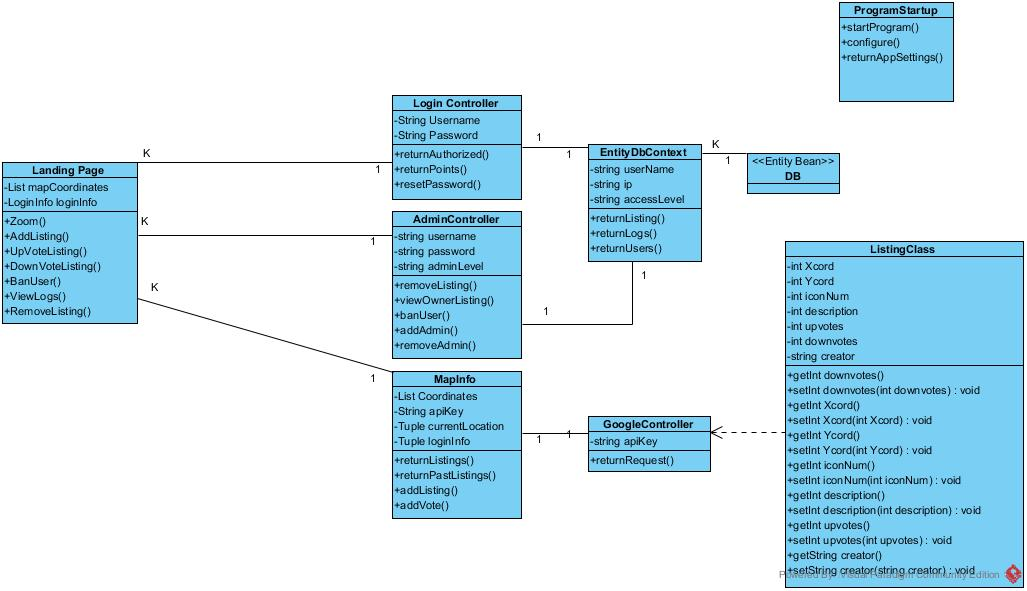 ProgramStartup
+startProgram()
+configure()
+returnAppSettings()
Login Controller
-String Username
-String Password
+returnAuthorized()
+returnPoints()
+resetPassword()
Landing Page
-List mapCoordinates
-LoginInfo loginInfo
+Zoom()
+AddListing()
+UpVoteListing()
+DownVoteListing()
+BanUser()
+ViewLogs()
+RemoveListing()
K
1
K
1
K
1
AdminController
-string username
-string password
-string adminLevel
+removeListing()
+viewOwnerListing()
+banUser()
+addAdmin()
+removeAdmin()
1
1
EntityDbContext
-string userName
-string ip
-string accessLevel
+returnListing()
+returnLogs()
+returnUsers()
K
1
<<Entity Bean>>
DB
1
1
MapInfo
-List Coordinates
-String apiKey
-Tuple currentLocation
-Tuple loginInfo
+returnListings()
+returnPastListings()
+addListing()
+addVote()
1
1
GoogleController
-string apiKey
+returnRequest()
ListingClass
-int Xcord
-int Ycord
-int iconNum
-int description
-int upvotes
-int downvotes
-string creator
+getInt downvotes()
+setInt downvotes(int downvotes) : void
+getInt Xcord()
+setInt Xcord(int Xcord) : void
+getInt Ycord()
+setInt Ycord(int Ycord) : void
+getInt iconNum()
+setInt iconNum(int iconNum) : void
+getInt description()
+setInt description(int description) : void
+getInt upvotes()
+setInt upvotes(int upvotes) : void
+getString creator()
+setString creator(string creator) : void
Powered By Visual Paradigm Community Edition